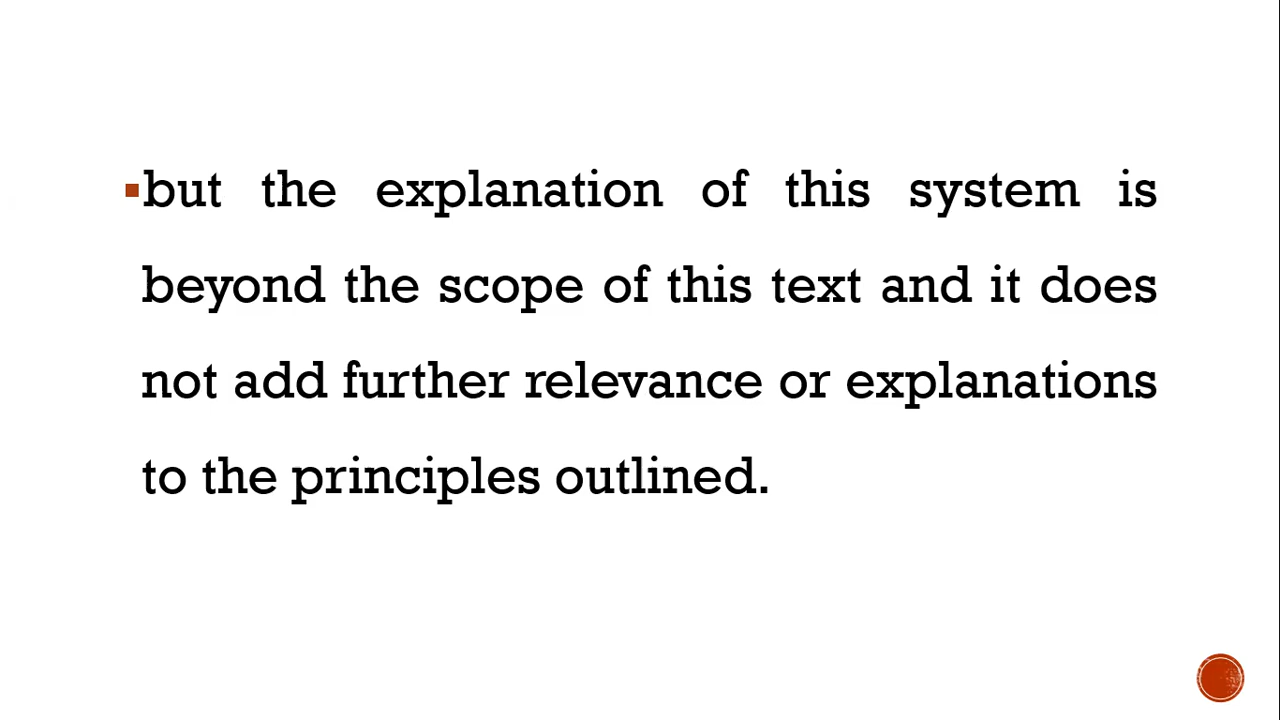 ▪but the explanation of this system is
beyond the scope of this text and it does
not add further relevance or explanations
to the principles outlined.